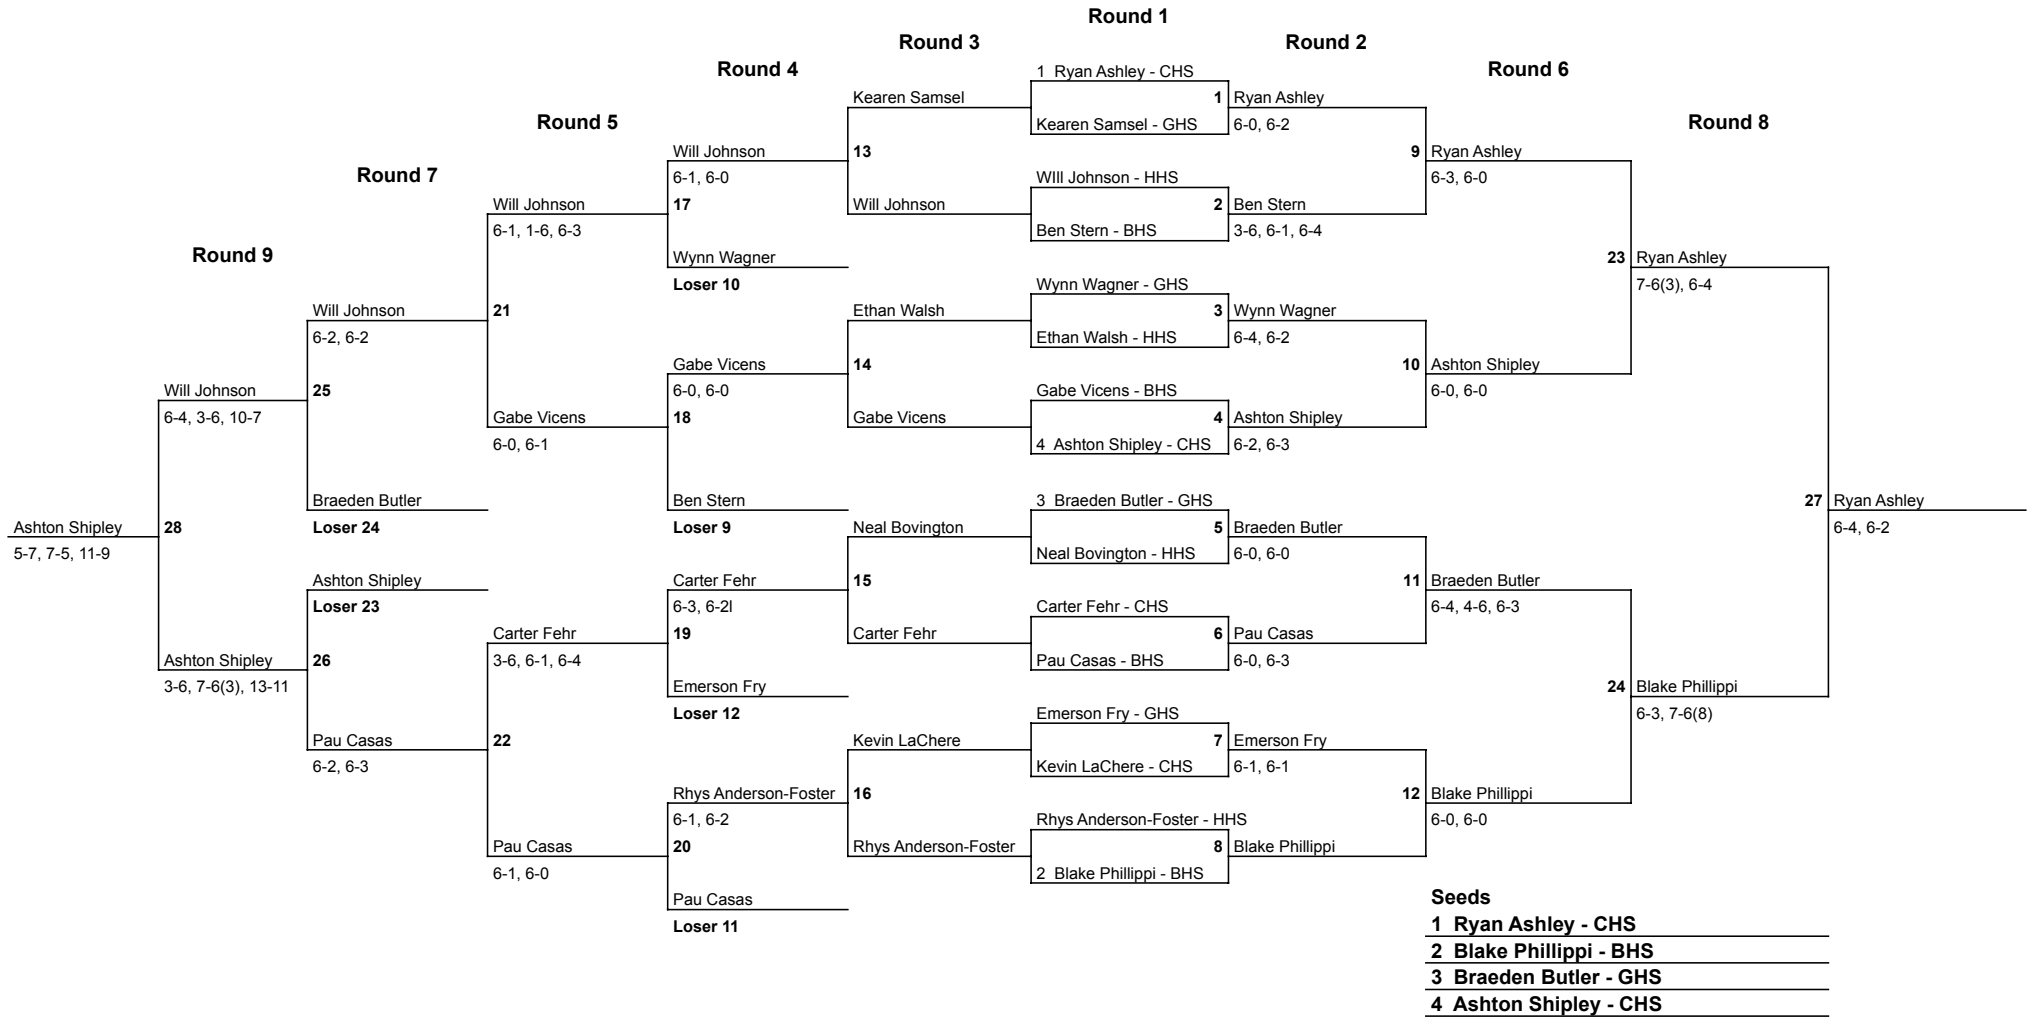 Round 1
Round 3
Round 2
Round 4
Round 6
1 Ryan Ashley - CHS
Kearen Samsel
1 Ryan Ashley
Round 5
Kearen Samsel - GHS
6-0, 6-2
Round 8
Will Johnson
13
9 Ryan Ashley
Round 7
6-1, 6-0
WIll Johnson - HHS
6-3, 6-0
Will Johnson
17
Will Johnson
2 Ben Stern
6-1, 1-6, 6-3
Ben Stern - BHS
3-6, 6-1, 6-4
Round 9
Wynn Wagner
23 Ryan Ashley
Loser 10
Wynn Wagner - GHS
7-6(3), 6-4
Will Johnson
21
Ethan Walsh
3 Wynn Wagner
6-2, 6-2
Ethan Walsh - HHS
6-4, 6-2
Gabe Vicens
14
10 Ashton Shipley
Will Johnson
25
6-0, 6-0
Gabe Vicens - BHS
6-0, 6-0
6-4, 3-6, 10-7
Gabe Vicens
18
Gabe Vicens
4 Ashton Shipley
6-0, 6-1
4 Ashton Shipley - CHS
6-2, 6-3
Braeden Butler
Ben Stern
3 Braeden Butler - GHS
27 Ryan Ashley
Ashton Shipley
28
Loser 24
Loser 9
Neal Bovington
5 Braeden Butler
6-4, 6-2
5-7, 7-5, 11-9
Neal Bovington - HHS
6-0, 6-0
Ashton Shipley
Carter Fehr
15
11 Braeden Butler
Loser 23
6-3, 6-2l
Carter Fehr - CHS
6-4, 4-6, 6-3
Carter Fehr
19
Carter Fehr
6 Pau Casas
Ashton Shipley
26
3-6, 6-1, 6-4
Pau Casas - BHS
6-0, 6-3
3-6, 7-6(3), 13-11
Emerson Fry
24 Blake Phillippi
Loser 12
Emerson Fry - GHS
6-3, 7-6(8)
Pau Casas
22
Kevin LaChere
7 Emerson Fry
6-2, 6-3
Kevin LaChere - CHS
6-1, 6-1
Rhys Anderson-Foster
16
12 Blake Phillippi
6-1, 6-2
Rhys Anderson-Foster - HHS
6-0, 6-0
Pau Casas
20
Rhys Anderson-Foster
8 Blake Phillippi
6-1, 6-0
2 Blake Phillippi - BHS
Pau Casas
Loser 11
Seeds
1 Ryan Ashley - CHS
2 Blake Phillippi - BHS
3 Braeden Butler - GHS
4 Ashton Shipley - CHS